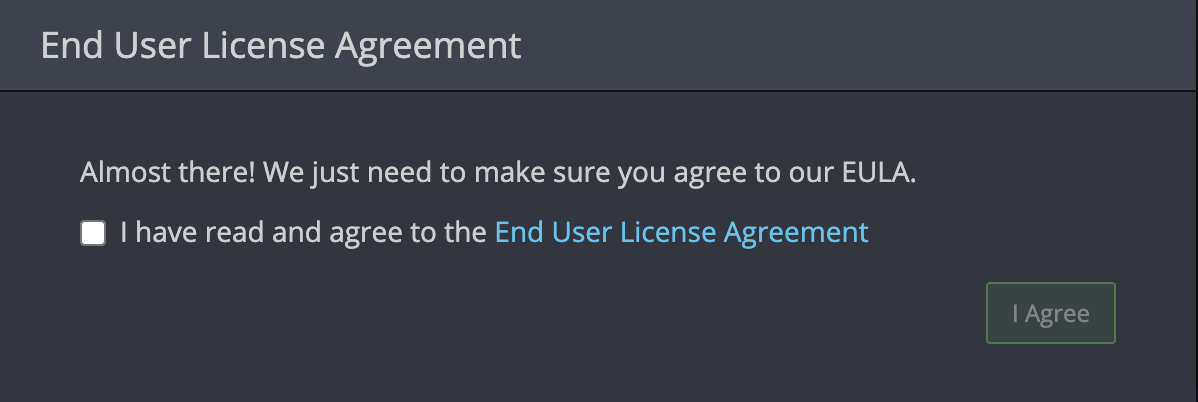 End User License Agreement
Almost there! We just need to make sure you agree to our EULA.
I have read and agree to the End User License Agreement
I Agree